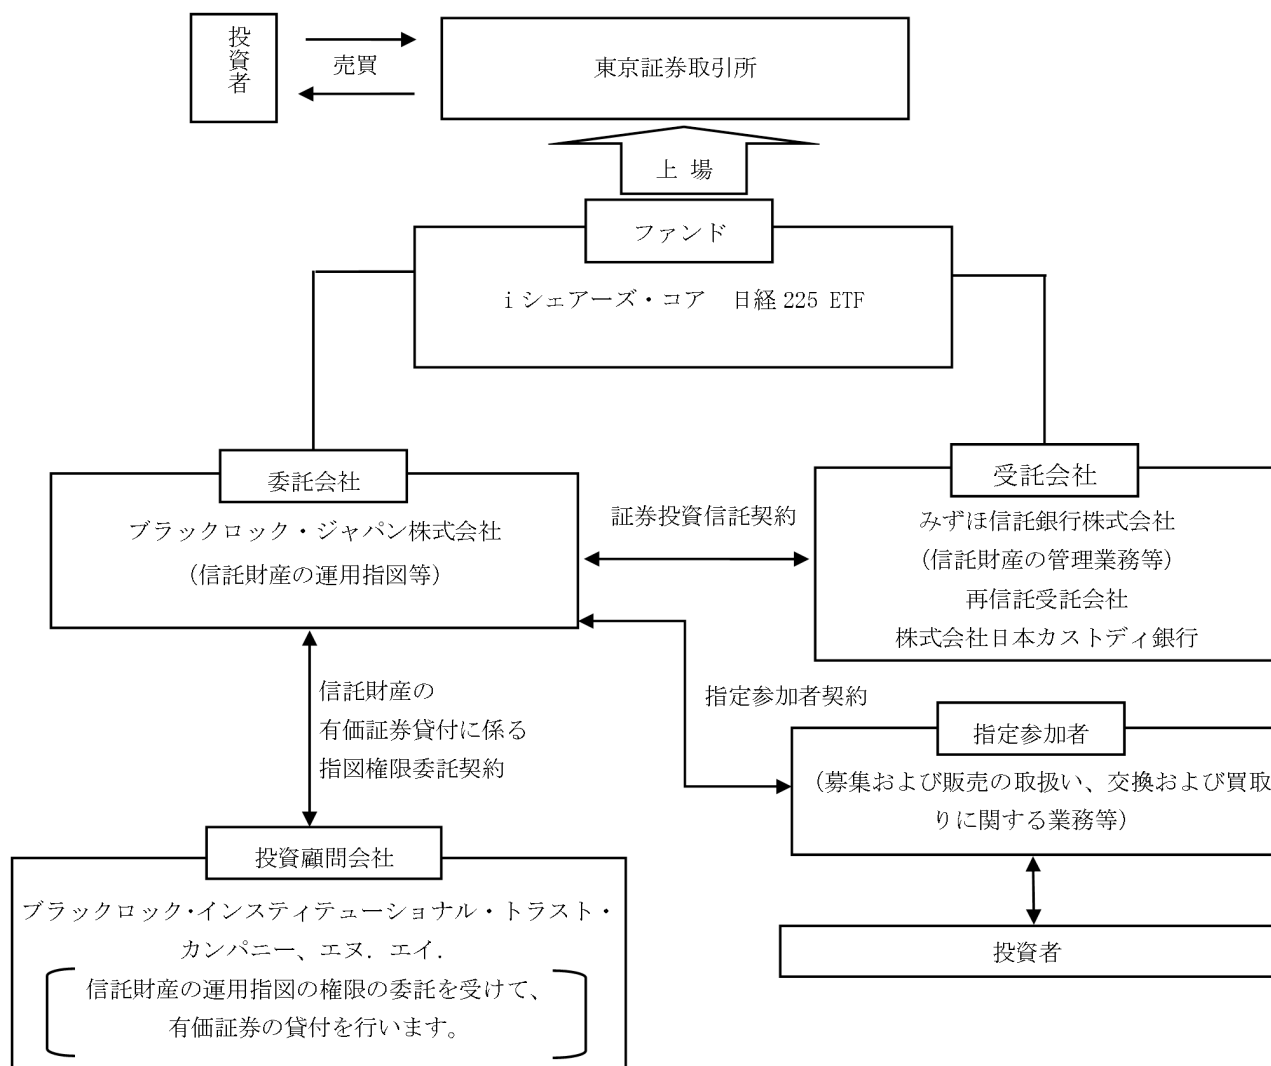 投資者
売買
東京証券取引所
上 場
ファンド
i シェアーズ・コア　日経 225 ETF
委託会社
ブラックロック・ジャパン株式会社
（信託財産の運用指図等）
証券投資信託契約
受託会社
みずほ信託銀行株式会社
（信託財産の管理業務等）
再信託受託会社
株式会社日本カストディ銀行
信託財産の
有価証券貸付に係る
指図権限委託契約
指定参加者契約
指定参加者
（募集および販売の取扱い、交換および買取
りに関する業務等）
投資顧問会社
ブラックロック・インスティテューショナル・トラスト・
カンパニー、エヌ．エイ．
信託財産の運用指図の権限の委託を受けて、
有価証券の貸付を行います。
投資者